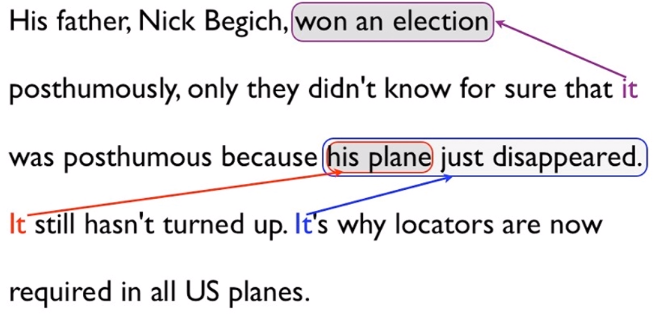 His father, Nick Begich, won an election
posthumously, only they didn't know for sure that it
was posthumous because his plane just disappeared.
It still hasn't turned up. It's why locators are now
required in all US planes.